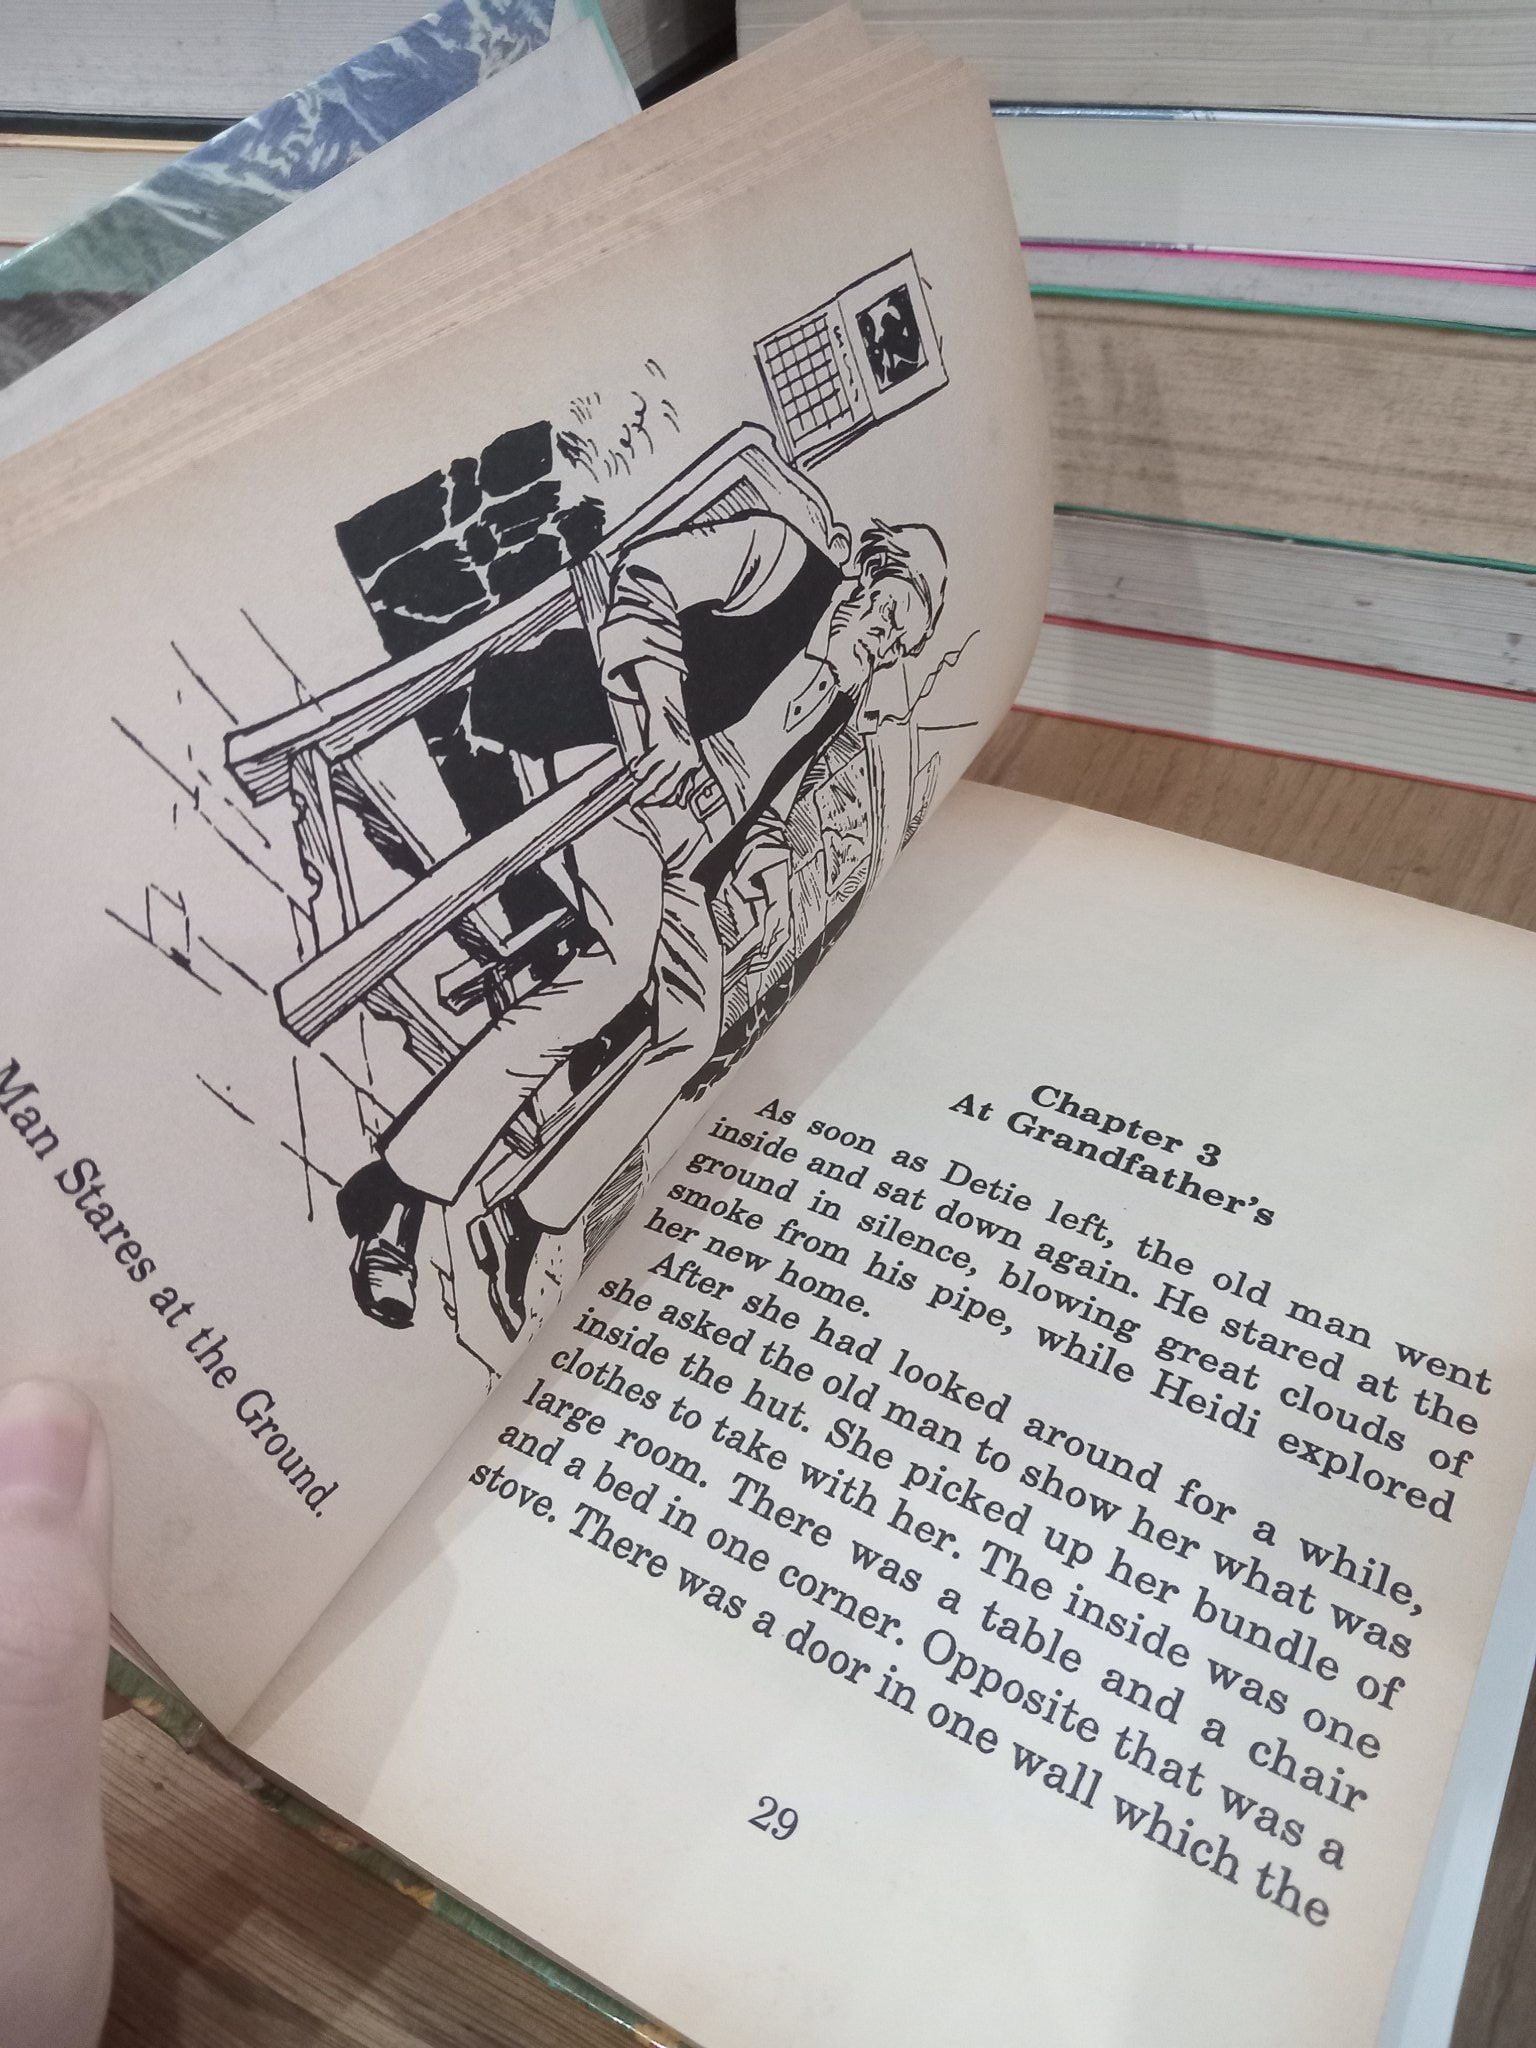 Man Stares at the Ground.
Chapter 3
At Grandfather's
As soon as Detie left, the old man went
inside and sat down again. He stared at the
ground in silence, blowing great clouds of
smoke from his pipe, while Heidi explored
her new home.
After she had looked around for a while,
she asked the old man to show her what was
inside the hut. She picked up her bundle of
clothes to take with her. The inside was one
large room. There was a table and a chair
and a bed in one corner. Opposite that was a
stove. There was a door in one wall which the
29